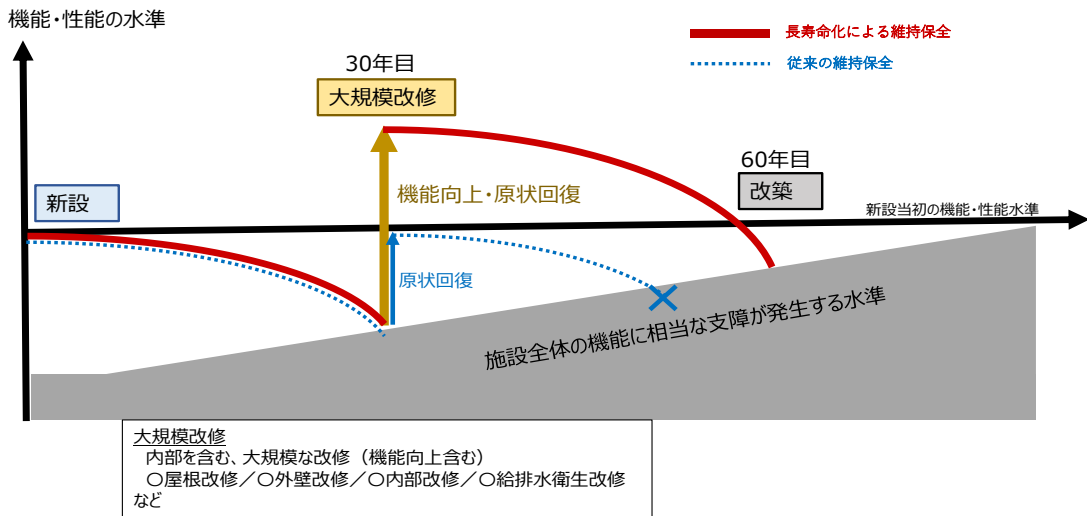 機能・性能の水準
長寿命化による維持保全
従来の維持保全
30年目
大規模改修
60年目
改築
新設
機能向上・原状回復
新設当初の機能・性能水準
原状回復
施設全体の機能に相当な支障が発生する水準
大規模改修
内部を含む、大規模な改修（機能向上含む）
〇屋根改修／〇外壁改修／〇内部改修／〇給排水衛生改修
など